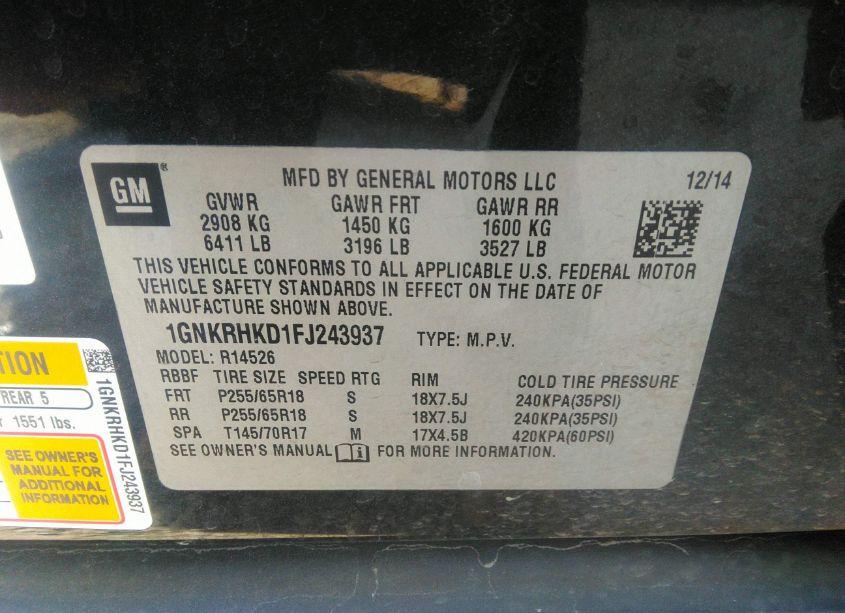 GM
MFD BY GENERAL MOTORS LLC 12/14
GVWR GAWR FRT GAWR RR
2908 KG 1450 KG 1600 KG
6411 LB 3196 LB 3527 LB
THIS VEHICLE CONFORMS TO ALL APPLICABLE U.S. FEDERAL MOTOR
VEHICLE SAFETY STANDARDS IN EFFECT ON THE DATE OF
MANUFACTURE SHOWN ABOVE.
1GNKRHKD1FJ243937 TYPE: M.P.V.
MODEL: R14526
RBBF TIRE SIZE SPEED RTG RIM COLD TIRE PRESSURE
FRT P255/65R18 S 18X7.5J 240KPA(35PSI)
RR P255/65R18 S 18X7.5J 240KPA(35PSI)
SPA T145/70R17 M 17X4.5B 420KPA(60PSI)
SEE OWNER'S MANUAL FOR MORE INFORMATION.
REAR 5
1551 lbs.
SEE OWNER'S
MANUAL FOR
ADDITIONAL
INFORMATION
1GNKRHKD1FJ243937